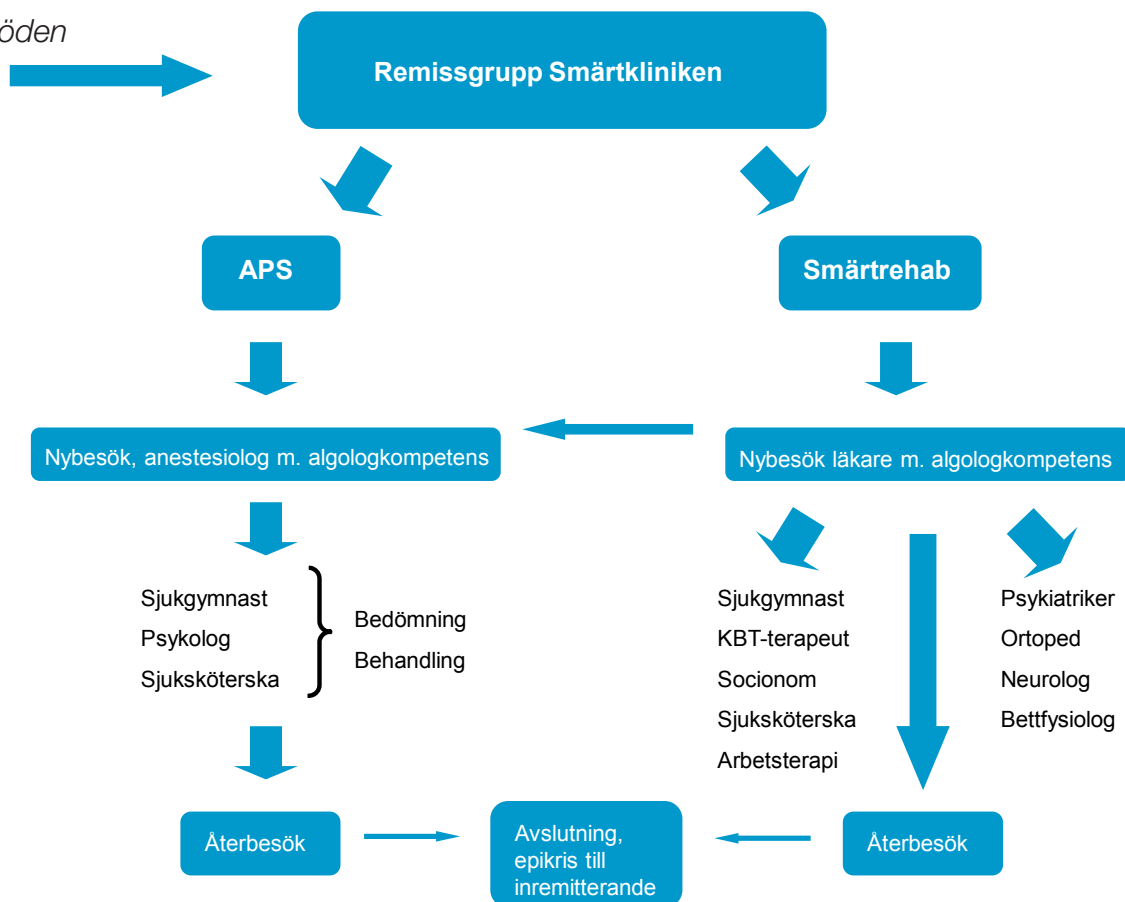 öden
Remissgrupp Smärtkliniken
APS
Smärtrehab
Nybesök, anestesiolog m. algologkompetens
Nybesök läkare m. algologkompetens
Sjukgymnast
Psykolog
Sjuksköterska
Bedömning
Behandling
Sjukgymnast
KBT-terapeut
Socionom
Sjuksköterska
Arbetsterapi
Psykiatriker
Ortoped
Neurolog
Bettfysiolog
Återbesök
Avslutning,
epikris till
inremitterande
Återbesök